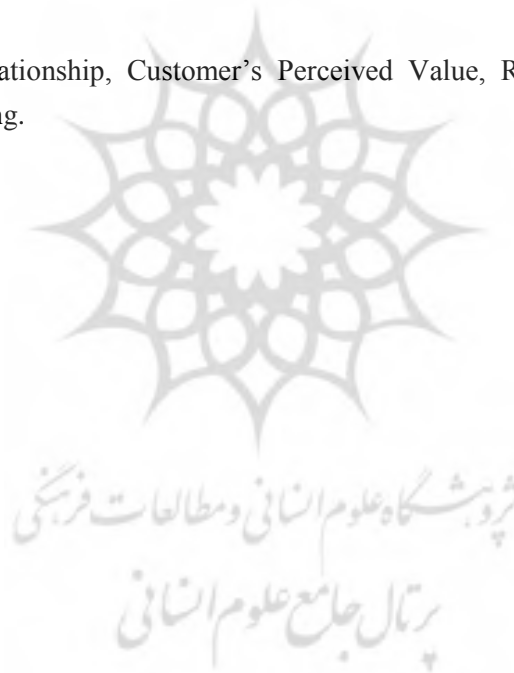 ationship, Customer's Perceived Value, R
ng.
پژوهشگاه علوم انسانی و مطالعات فرهنگی
پرتال جامع علوم انسانی